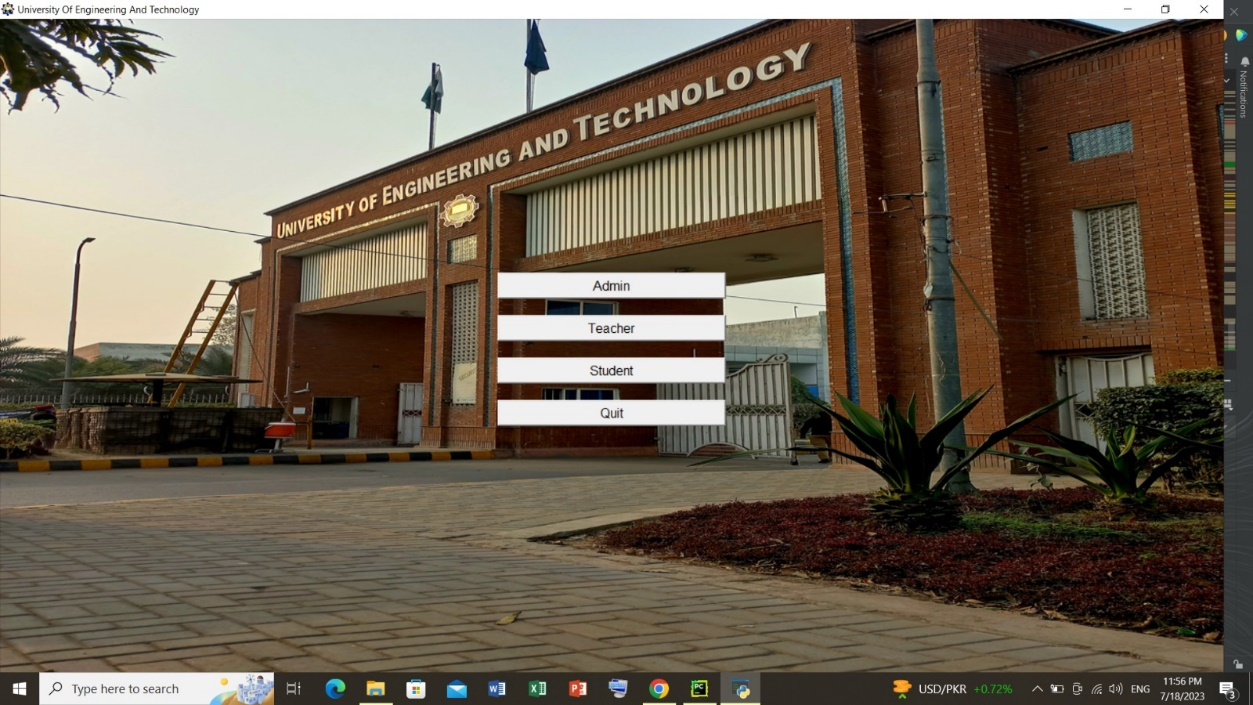 University Of Engineering And Technology
Notifications
UNIVERSITY OF ENGINEERING AND TECHNOLOGY
Admin
Teacher
Student
Quit
Type here to search
USD/PKR +0.72%
ENG
11:56 PM
7/18/2023
3